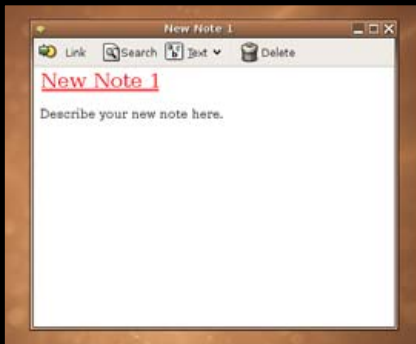 New Note 1
Link Search Text Delete
New Note 1
Describe your new note here.